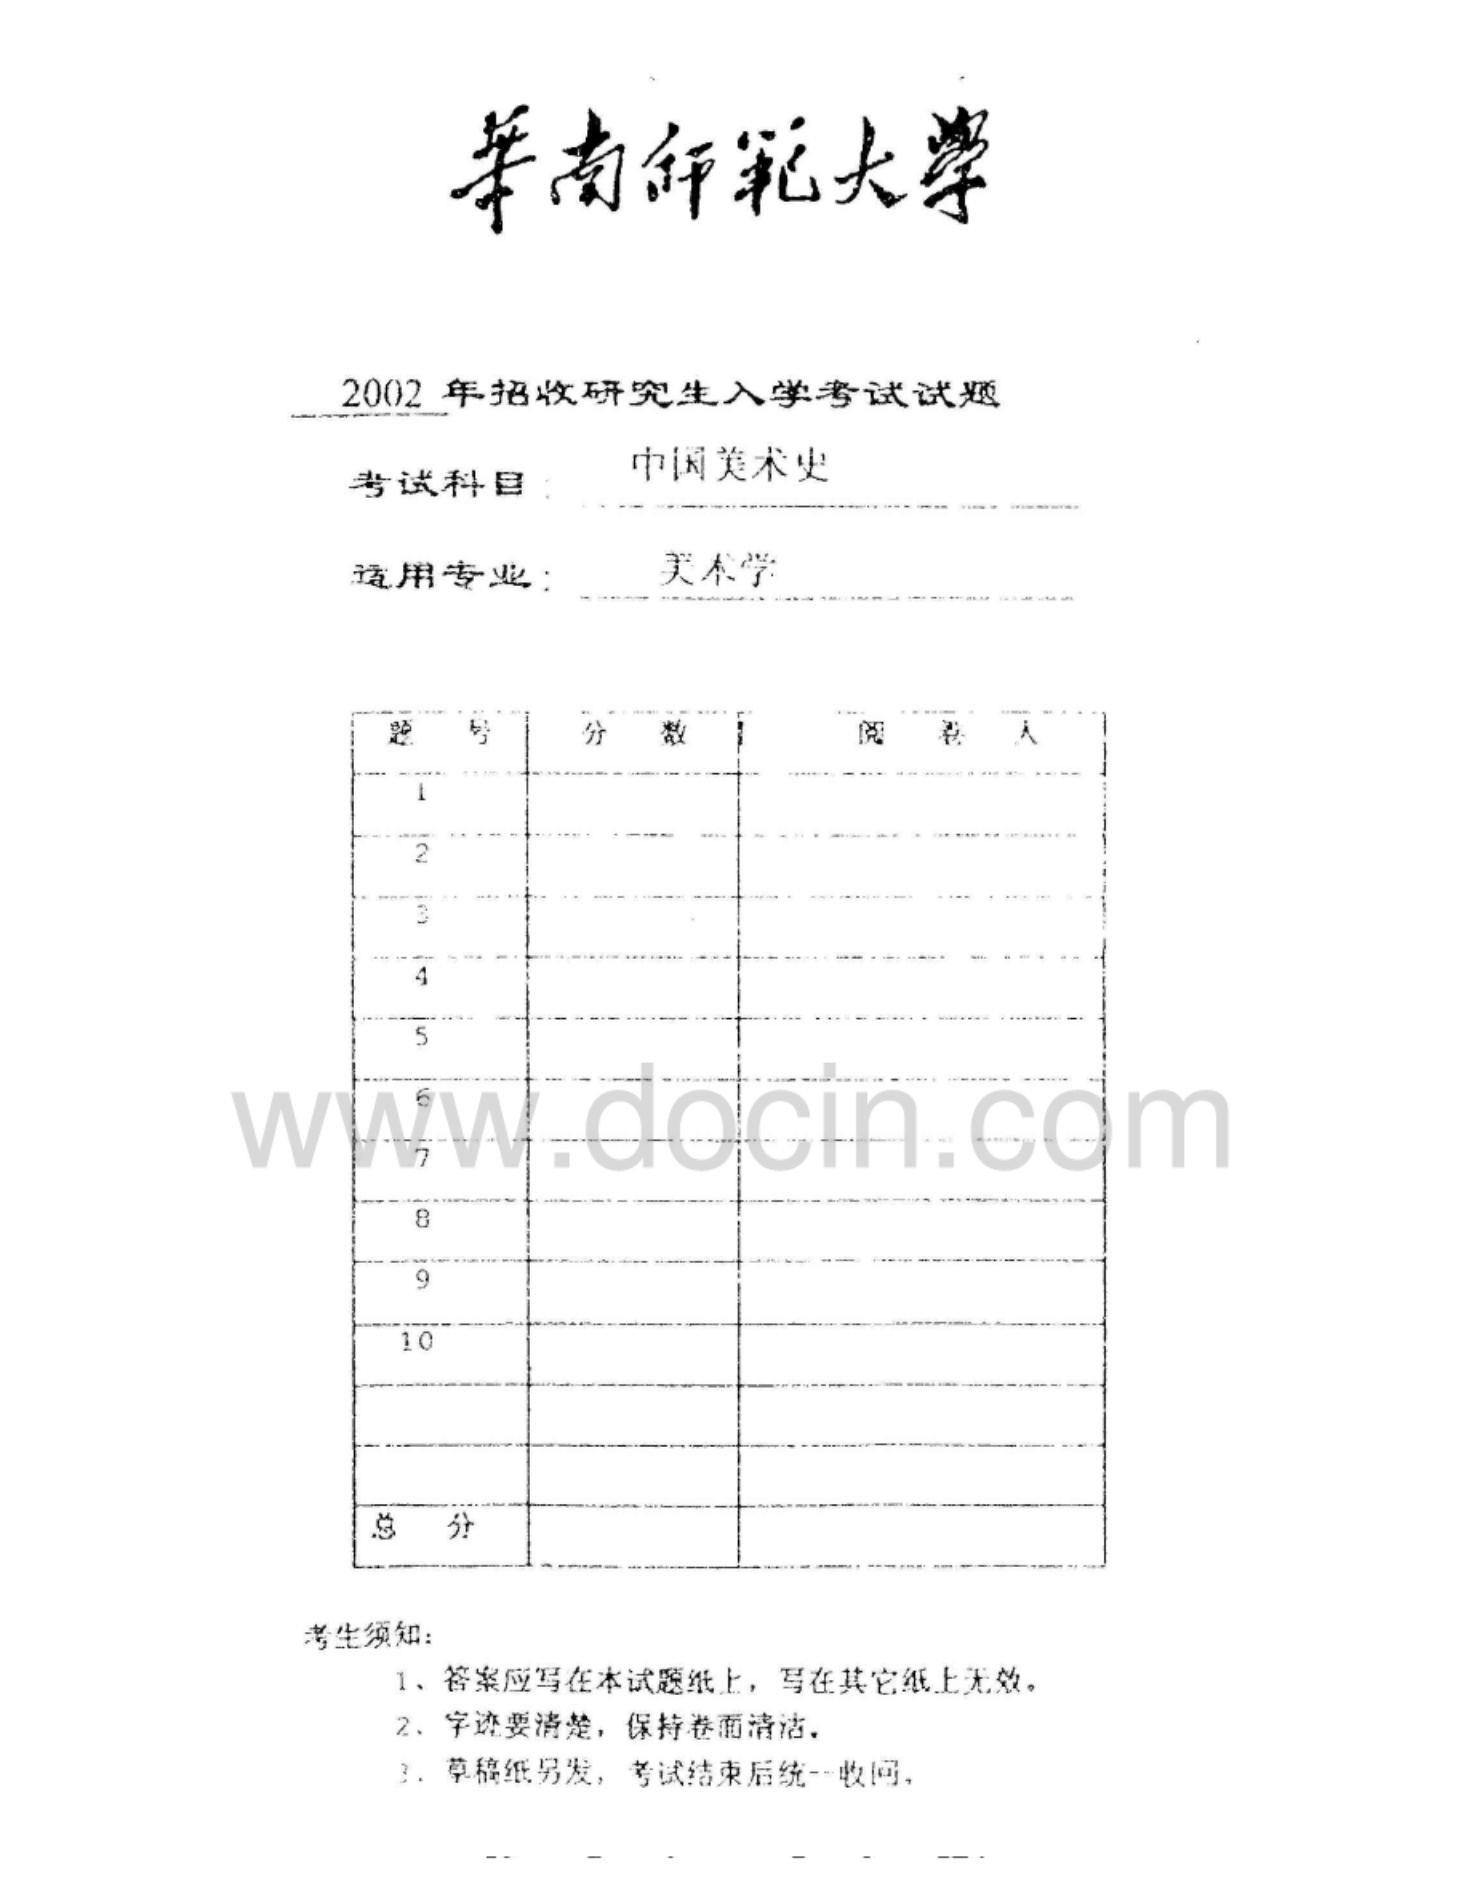 華南师範大學
2002 年招收研究生入学考试试题
考试科目： 中国美术史
适用专业： 美术学
题 号 分 数 阅 卷 人
1
2
3
4
5
6
7
8
9
10
总 分
www.docin.com
考生须知：
1、答案应写在本试题纸上，写在其它纸上无效。
2、字迹要清楚，保持卷面清洁。
3．草稿纸另发，考试结束后统一收回。